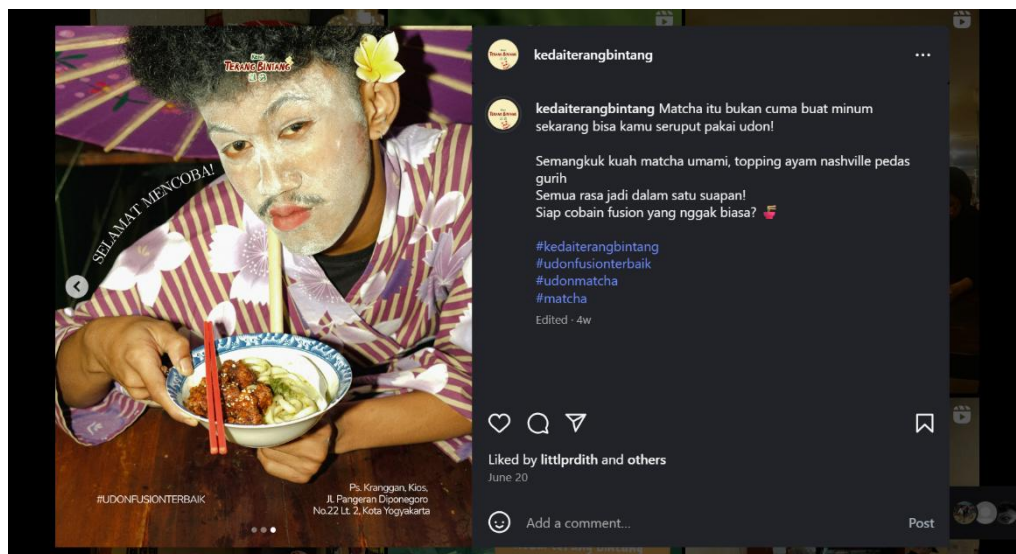 Kedai
TERANG BINTANG
SELAMAT MENCOBA!
#UDONFUSIONTERBAIK
Ps. Kranggan, Kios,
Jl. Pangeran Diponegoro
No.22 Lt. 2, Kota Yogyakarta
kedaiterangbintang
kedaiterangbintang Matcha itu bukan cuma buat minum
sekarang bisa kamu seruput pakai udon!
Semangkuk kuah matcha umami, topping ayam nashville pedas
gurih
Semua rasa jadi dalam satu suapan!
Siap cobain fusion yang nggak biasa? 🍜
#kedaiterangbintang
#udonfusionterbaik
#udonmatcha
#matcha
Edited · 4w
Liked by littlprdith and others
June 20
Add a comment...
Post